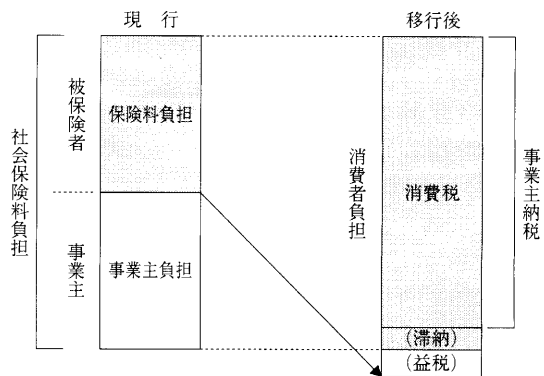 現 行
移行後
社会保険料負担
被保険者
事業主
保険料負担
事業主負担
消費者負担
消費税
(滞納)
(益税)
事業主納税